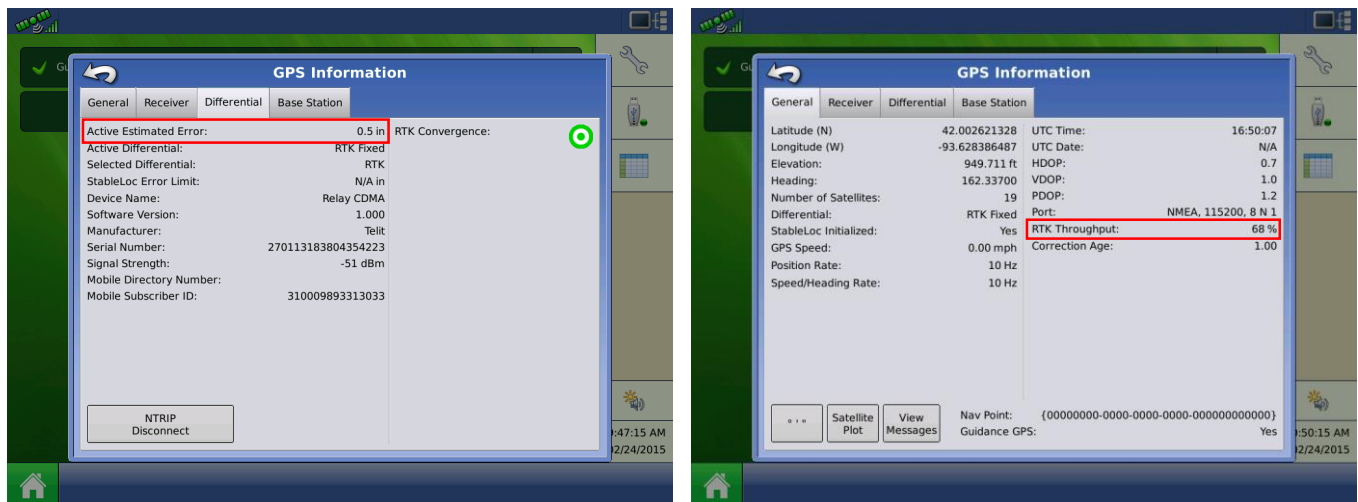 GPS Information
General Receiver Differential Base Station
Active Estimated Error: 0.5 in
Active Differential: RTK Fixed
Selected Differential: RTK
StableLoc Error Limit: N/A in
Device Name: Relay CDMA
Software Version: 1.000
Manufacturer: Telit
Serial Number: 270113183804354223
Signal Strength: -51 dBm
Mobile Directory Number:
Mobile Subscriber ID: 310009893313033
RTK Convergence:
NTRIP
Disconnect
:47:15 AM
2/24/2015
GPS Information
General Receiver Differential Base Station
Latitude (N) 42.002621328
Longitude (W) -93.628386487
Elevation: 949.711 ft
Heading: 162.33700
Number of Satellites: 19
Differential: RTK Fixed
StableLoc Initialized: Yes
GPS Speed: 0.00 mph
Position Rate: 10 Hz
Speed/Heading Rate: 10 Hz
UTC Time: 16:50:07
UTC Date: N/A
HDOP: 0.7
VDOP: 1.0
PDOP: 1.2
Port: NMEA, 115200, 8 N 1
RTK Throughput: 68 %
Correction Age: 1.00
° ' "
Satellite
Plot
View
Messages
Nav Point: {00000000-0000-0000-0000-000000000000}
Guidance GPS: Yes
:50:15 AM
2/24/2015